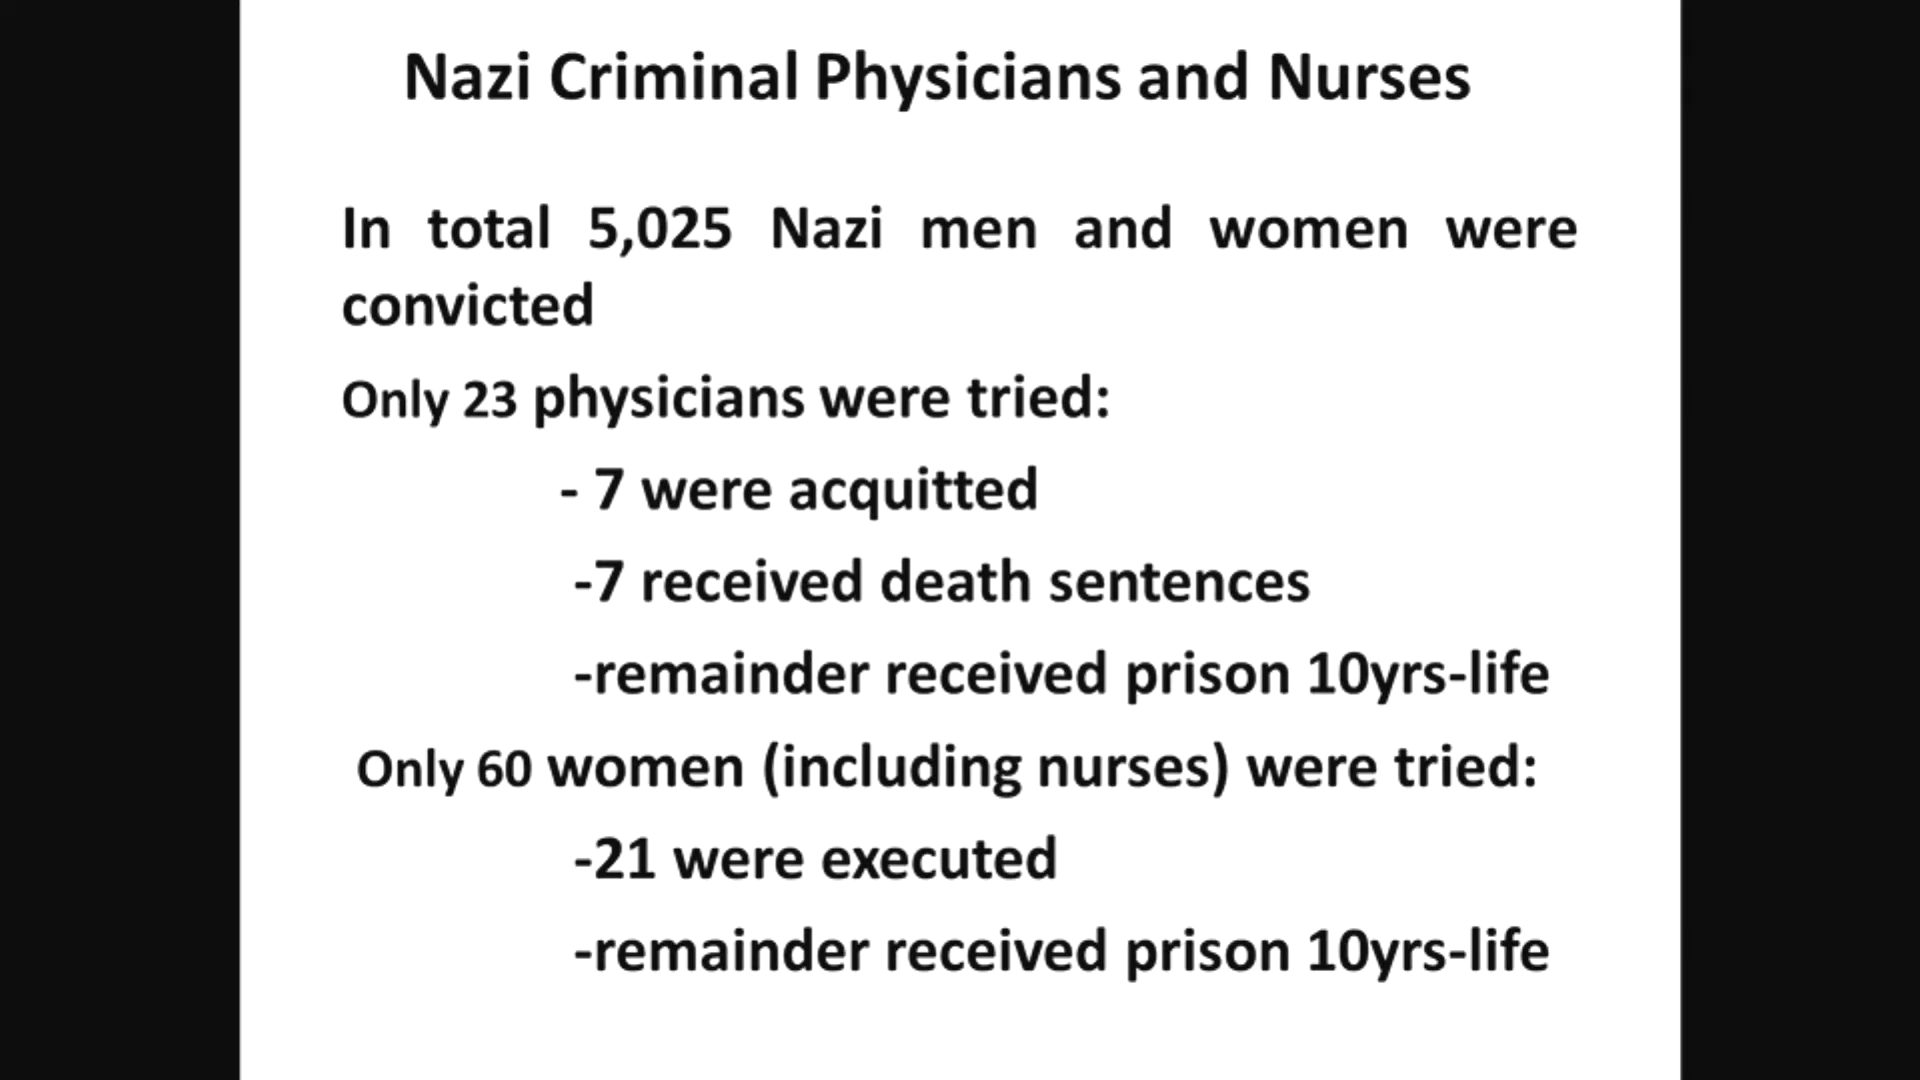 Nazi Criminal Physicians and Nurses
In total 5,025 Nazi men and women were
convicted
Only 23 physicians were tried:
- 7 were acquitted
-7 received death sentences
-remainder received prison 10yrs-life
Only 60 women (including nurses) were tried:
-21 were executed
-remainder received prison 10yrs-life